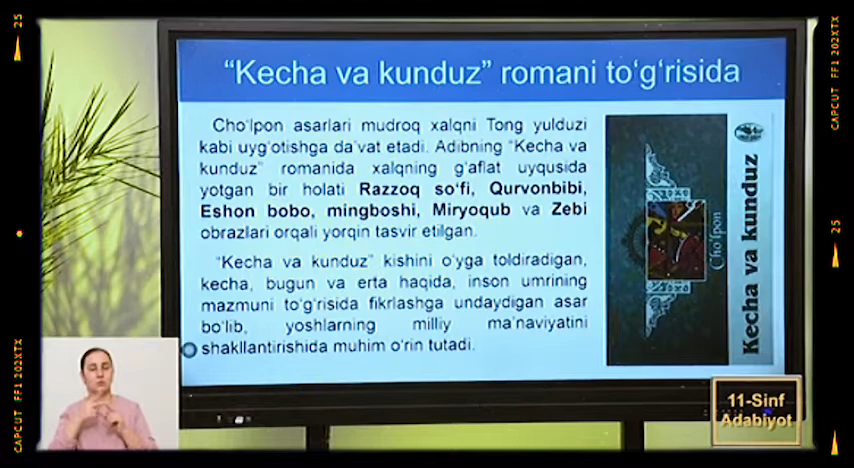 25
25
CAPCUT FF1 202XTX
"Kecha va kunduz" romani to'g'risida
Cho'lpon asarlari mudroq xalqni Tong yulduzi
kabi uyg'otishga da'vat etadi. Adibning "Kecha va
kunduz" romanida xalqning g'aflat uyqusida
yotgan bir holati Razzoq so'fi, Qurvonbibi,
Eshon bobo, mingboshi, Miryoqub va Zebi
obrazlari orqali yorqin tasvir etilgan.
"Kecha va kunduz" kishini o'yga toldiradigan,
kecha, bugun va erta haqida, inson umrining
mazmuni to'g'risida fikrlashga undaydigan asar
bo'lib, yoshlarning milliy ma'naviyatini
shakllantirishida muhim o'rin tutadi.
Cho'lpon
Kecha va kunduz
CAPCUT FF1 202XTX
11-Sinf
Adabiyot